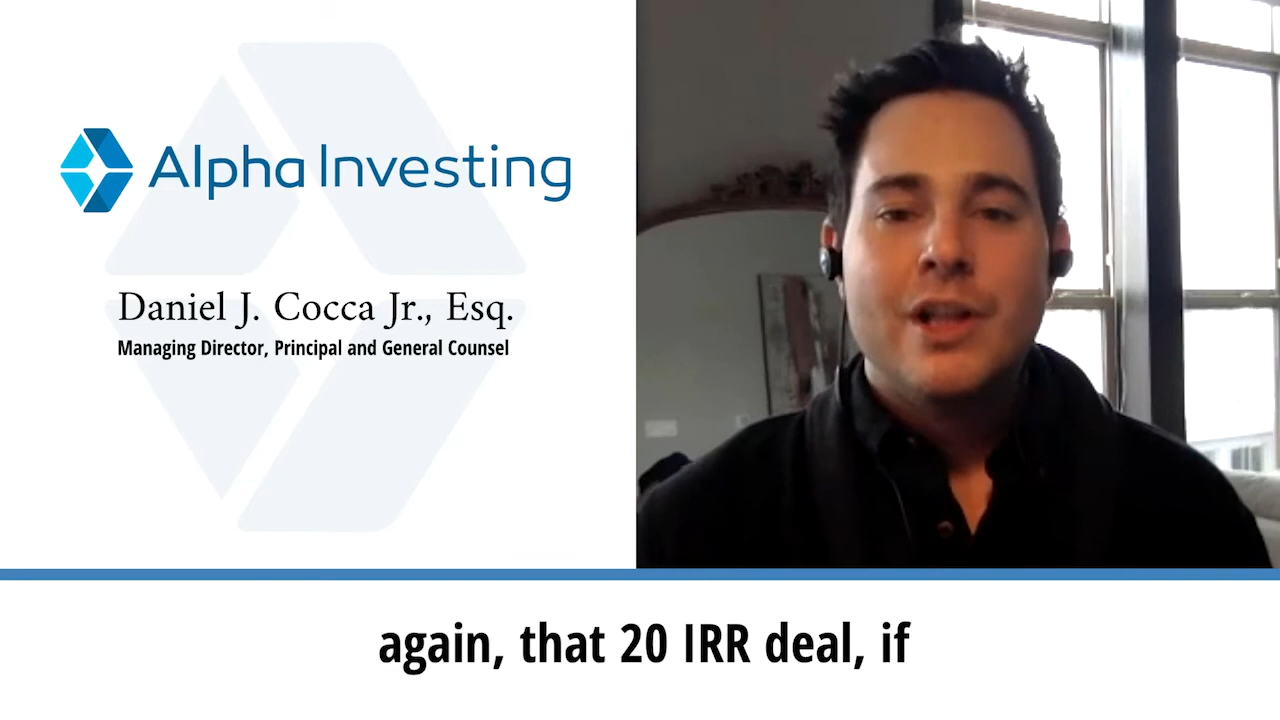 Alpha Investing
Daniel J. Cocca Jr., Esq.
Managing Director, Principal and General Counsel
again, that 20 IRR deal, if